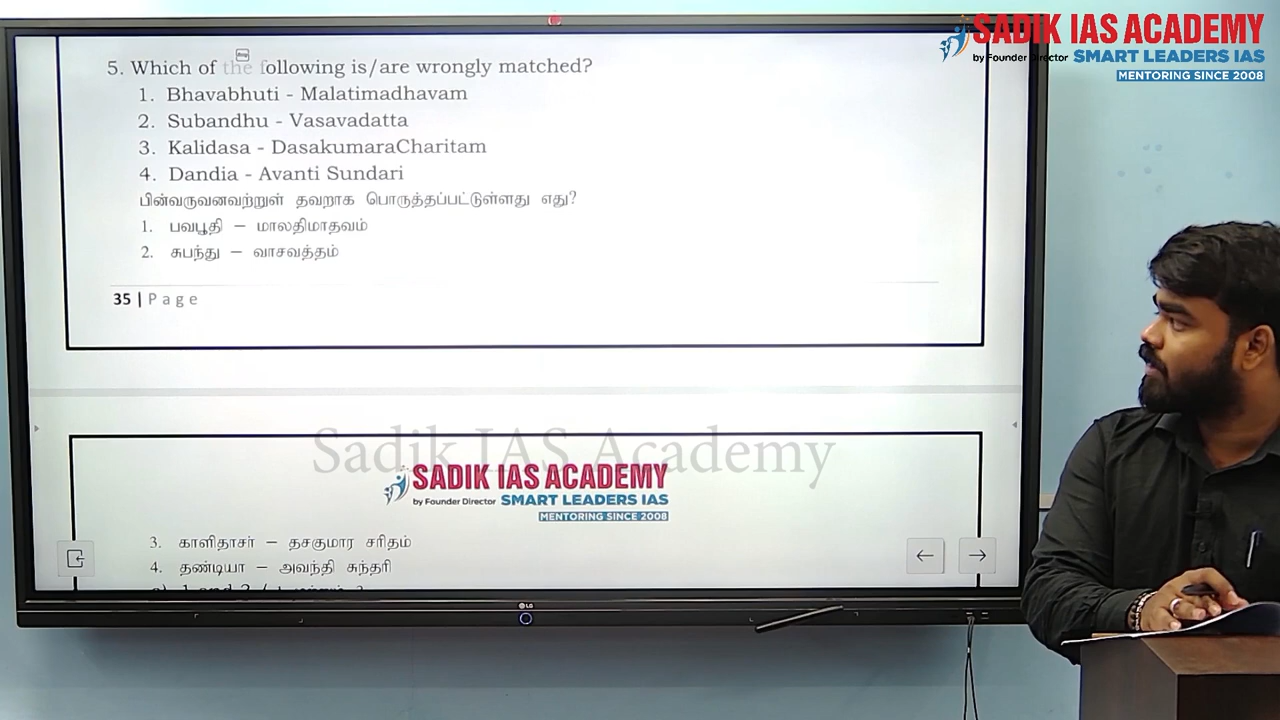 SADIK IAS ACADEMY
by Founder Director SMART LEADERS IAS
MENTORING SINCE 2008
5. Which of the following is/are wrongly matched?
1. Bhavabhuti - Malatimadhavam
2. Subandhu - Vasavadatta
3. Kalidasa - DasakumaraCharitam
4. Dandia - Avanti Sundari
பின்வருவனவற்றுள் தவறாக பொருத்தப்பட்டுள்ளது எது?
1. பவபூதி – மாலதிமாதவம்
2. சுபந்து – வாசவத்தம்
35 | Page
Sadik IAS Academy
SADIK IAS ACADEMY
by Founder Director SMART LEADERS IAS
MENTORING SINCE 2008
3. காளிதாசர் – தசகுமார சரிதம்
4. தண்டியா – அவந்தி சுந்தரி
LG